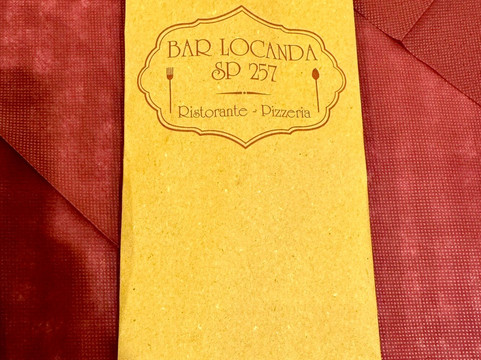 BAR LOCANDA
SP 257
Ristorante - Pizzeria